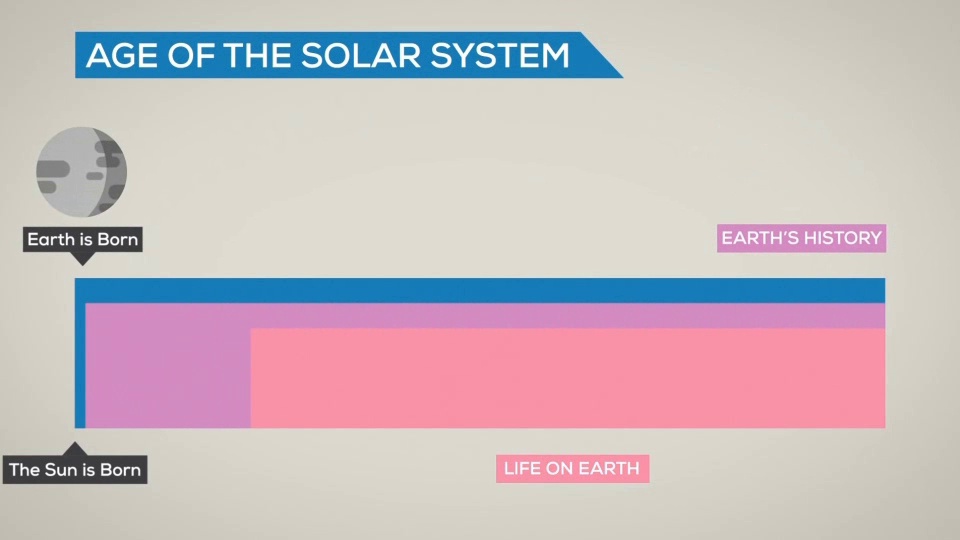 AGE OF THE SOLAR SYSTEM
Earth is Born
EARTH'S HISTORY
The Sun is Born
LIFE ON EARTH